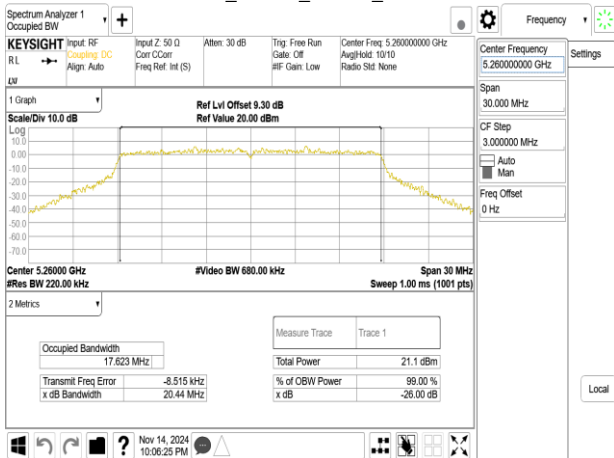 Spectrum Analyzer 1
Occupied BW
Frequency
KEYSIGHT
RL
LXI
Input: RF
Coupling: DC
Align: Auto
Input Z: 50 Ω
Corr CCorr
Freq Ref: Int (S)
Atten: 30 dB
Trig: Free Run
Gate: Off
#IF Gain: Low
Center Freq: 5.260000000 GHz
Avg|Hold: 10/10
Radio Std: None
Center Frequency
5.260000000 GHz
Settings
Span
30.000 MHz
CF Step
3.000000 MHz
Auto
Man
Freq Offset
0 Hz
Local
1 Graph
Scale/Div 10.0 dB
Ref Lvl Offset 9.30 dB
Ref Value 20.00 dBm
Log
10.0
0.00
-10.0
-20.0
-30.0
-40.0
-50.0
-60.0
-70.0
Center 5.26000 GHz
#Res BW 220.00 kHz
#Video BW 680.00 kHz
Span 30 MHz
Sweep 1.00 ms (1001 pts)
2 Metrics
Measure Trace Trace 1
Occupied Bandwidth
17.623 MHz
Total Power 21.1 dBm
Transmit Freq Error -8.515 kHz
% of OBW Power 99.00 %
x dB Bandwidth 20.44 MHz
x dB -26.00 dB
?
Nov 14, 2024
10:06:25 PM